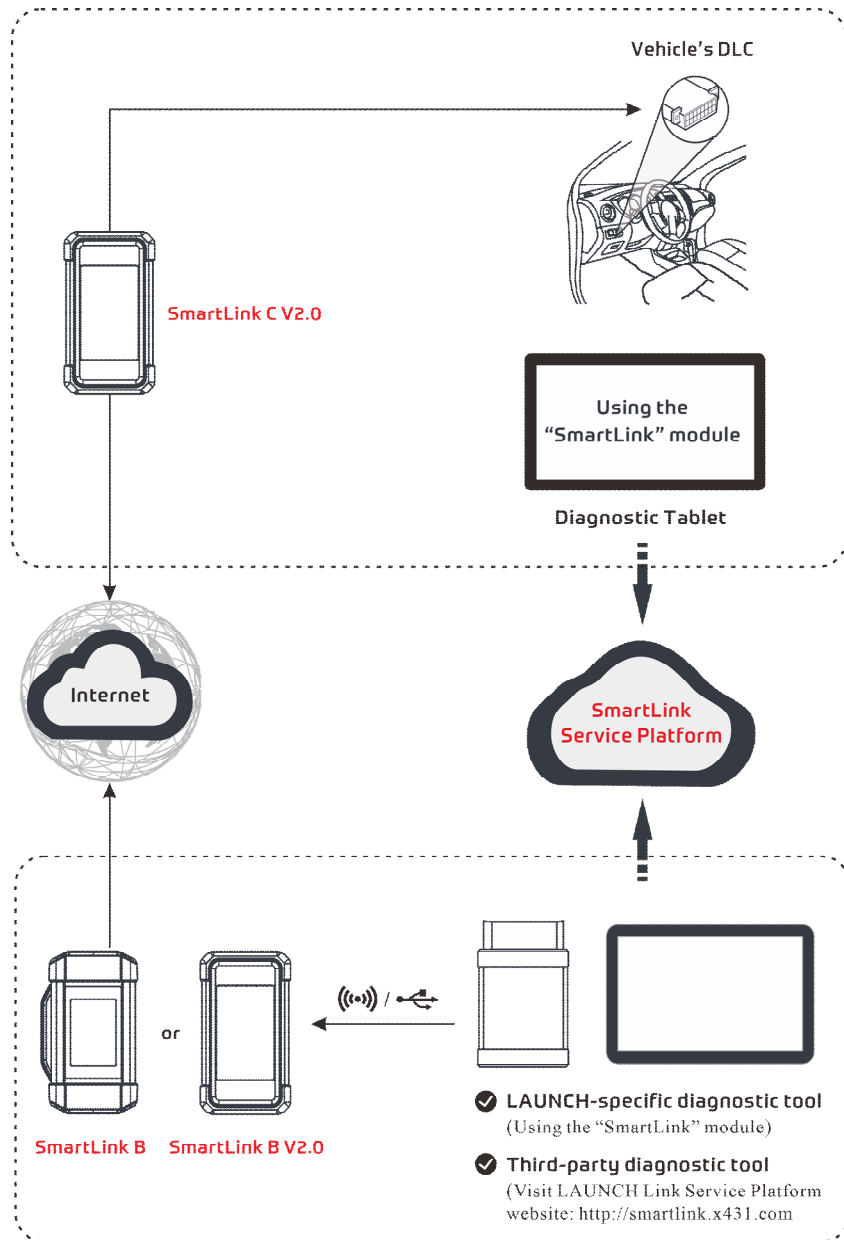 Vehicle's DLC
SmartLink C V2.0
Using the
“SmartLink” module
Diagnostic Tablet
Internet
SmartLink
Service Platform
/
or
SmartLink B
SmartLink B V2.0
LAUNCH-specific diagnostic tool
(Using the “SmartLink” module)
Third-party diagnostic tool
(Visit LAUNCH Link Service Platform
website: http://smartlink.x431.com